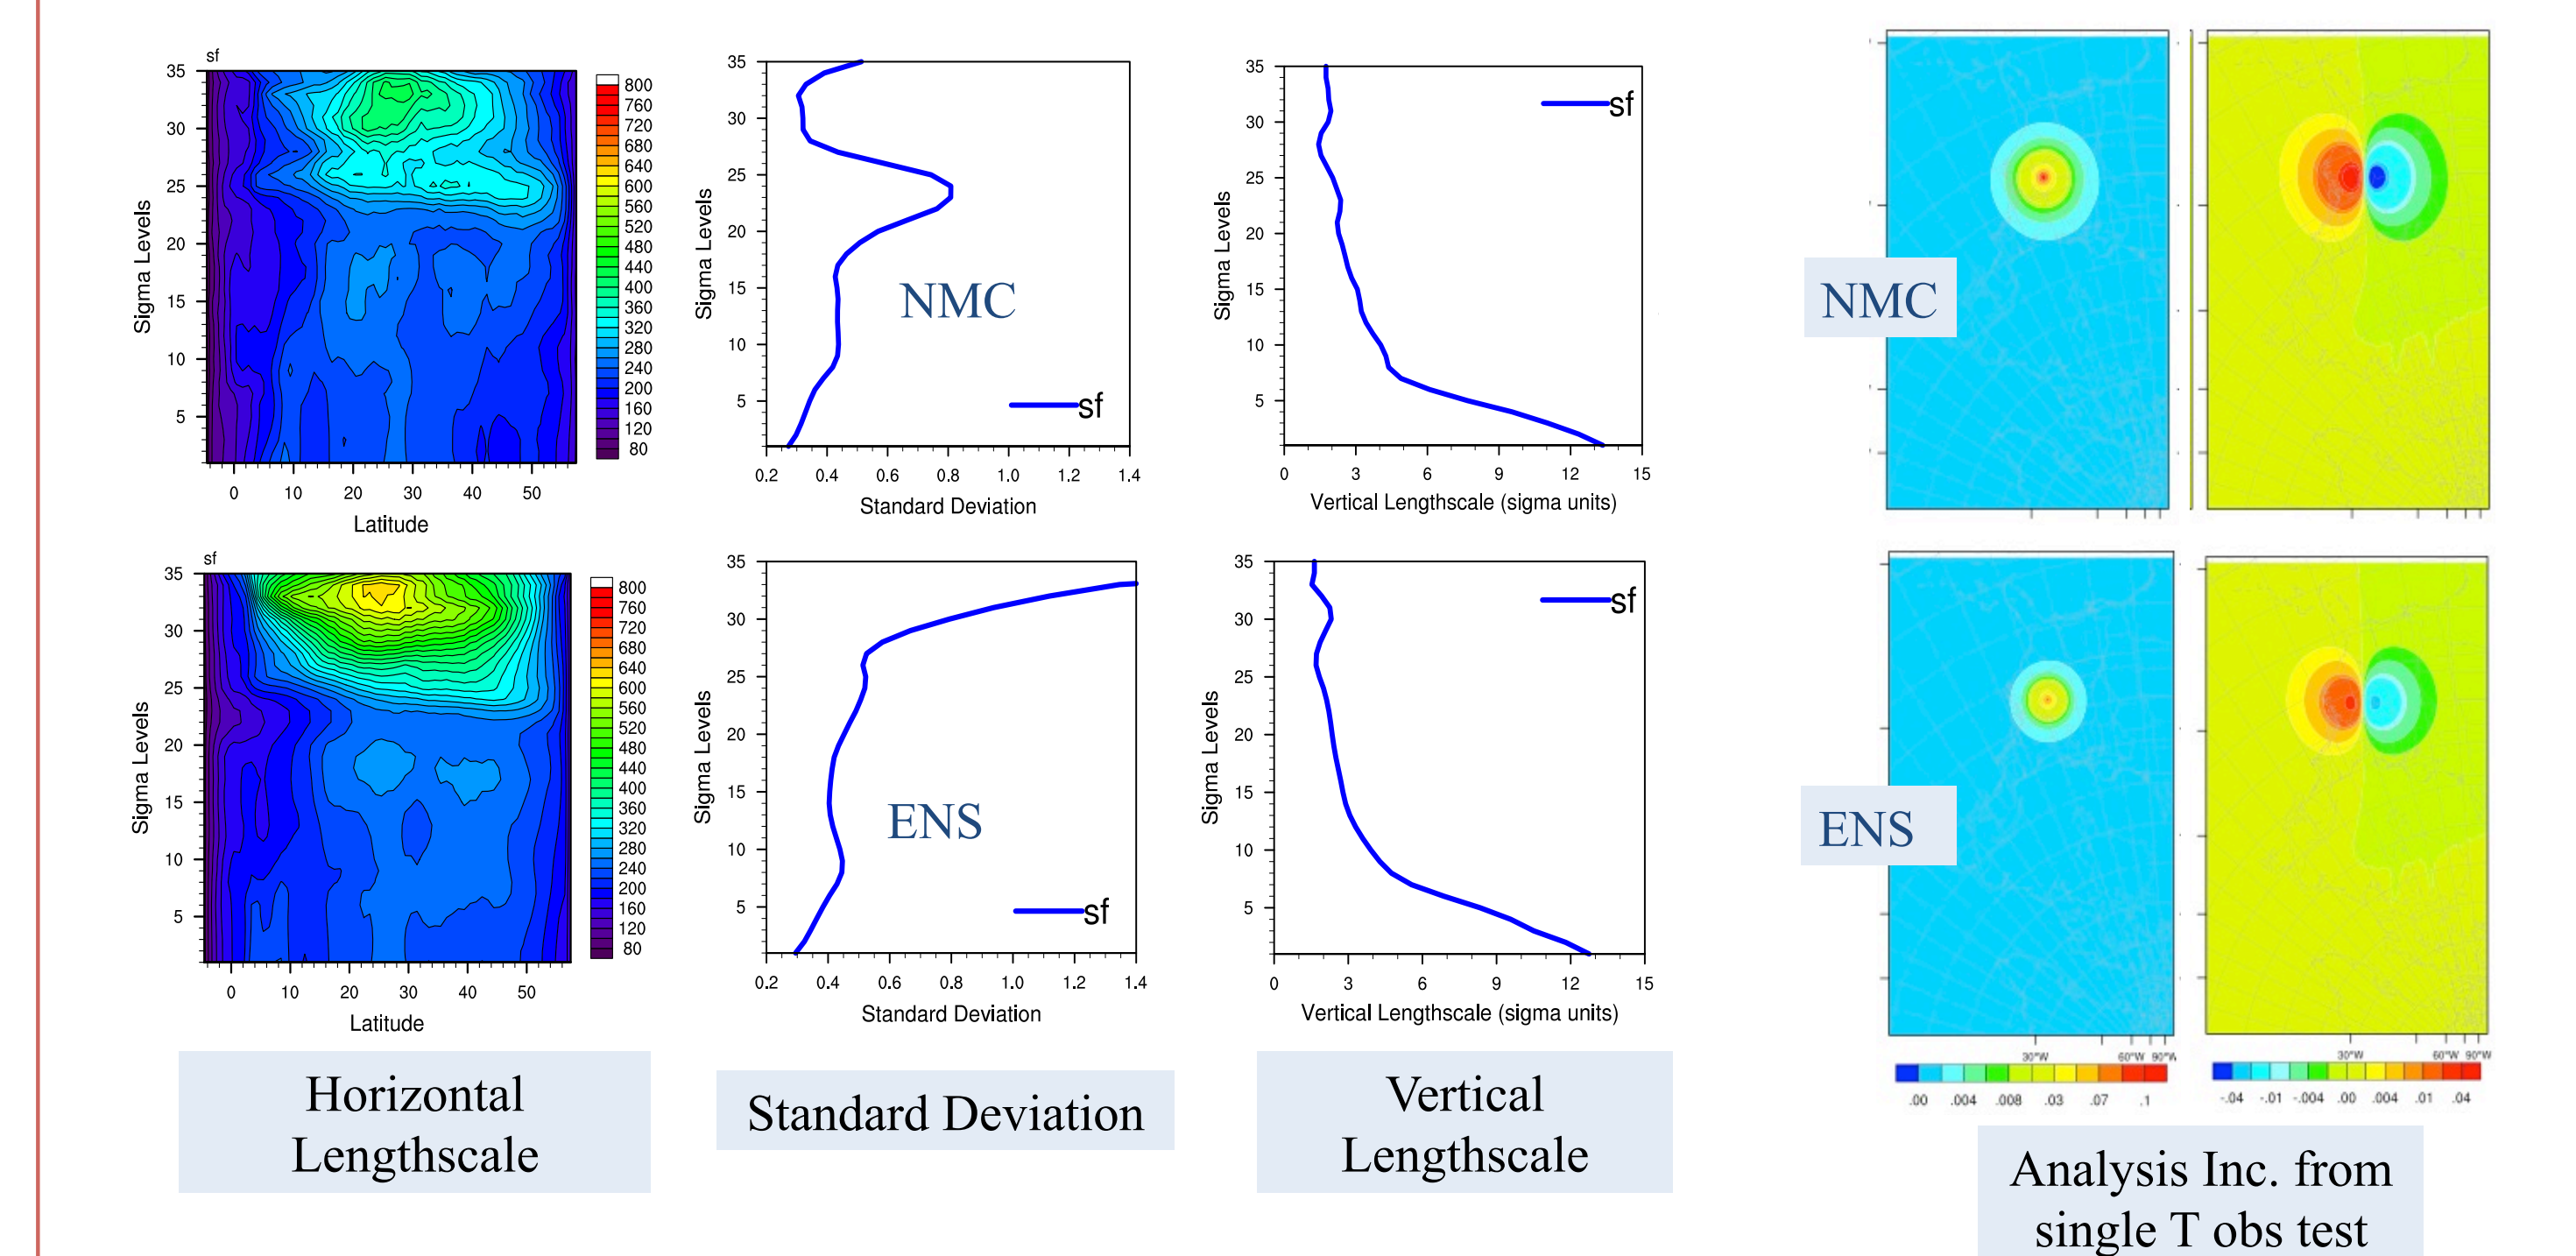 sf
35
30
25
20
15
10
5
Sigma Levels
0 10 20 30 40 50
Latitude
800
760
720
680
640
600
560
520
480
440
400
360
320
280
240
200
160
120
80
35
30
25
20
15
10
5
Sigma Levels
NMC
sf
0.2 0.4 0.6 0.8 1.0 1.2 1.4
Standard Deviation
35
30
25
20
15
10
5
Sigma Levels
sf
0 3 6 9 12 15
Vertical Lengthscale (sigma units)
NMC
sf
35
30
25
20
15
10
5
Sigma Levels
0 10 20 30 40 50
Latitude
800
760
720
680
640
600
560
520
480
440
400
360
320
280
240
200
160
120
80
35
30
25
20
15
10
5
Sigma Levels
ENS
sf
0.2 0.4 0.6 0.8 1.0 1.2 1.4
Standard Deviation
35
30
25
20
15
10
5
Sigma Levels
sf
0 3 6 9 12 15
Vertical Lengthscale (sigma units)
ENS
30°W 60°W 90°W
.00 .004 .008 .03 .07 .1
30°W 60°W 90°W
-.04 -.01 -.004 .00 .004 .01 .04
Horizontal
Lengthscale
Standard Deviation
Vertical
Lengthscale
Analysis Inc. from
single T obs test